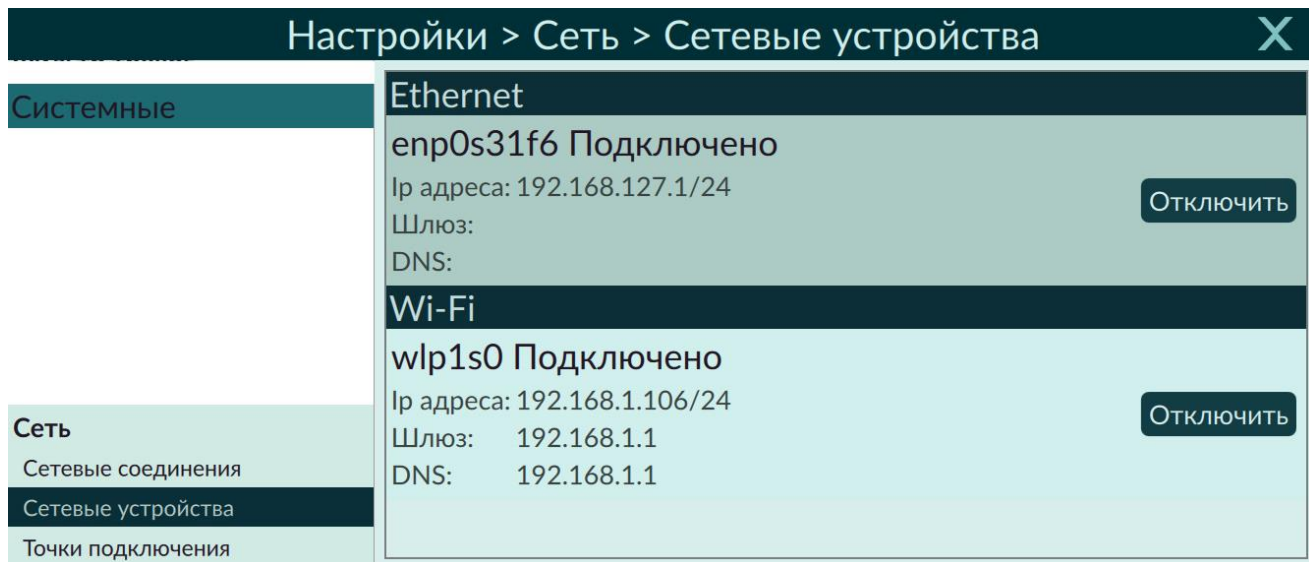 Настройки > Сеть > Сетевые устройства X
Системные
Сеть
Сетевые соединения
Сетевые устройства
Точки подключения
Ethernet
enp0s31f6 Подключено
Ip адреса: 192.168.127.1/24
Шлюз:
DNS:
Отключить
Wi-Fi
wlp1s0 Подключено
Ip адреса: 192.168.1.106/24
Шлюз: 192.168.1.1
DNS: 192.168.1.1
Отключить